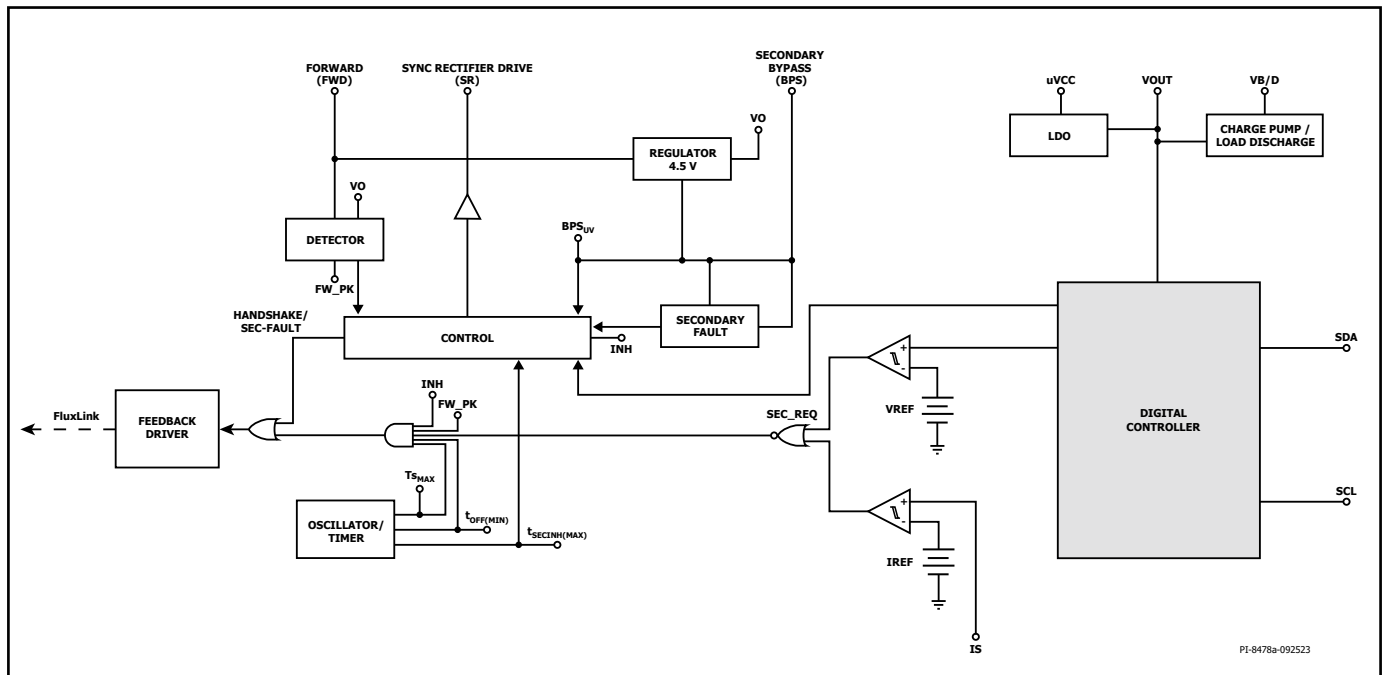 FORWARD
(FWD)
SYNC RECTIFIER DRIVE
(SR)
SECONDARY
BYPASS
(BPS)
uVCC
VOUT
VB/D
LDO
CHARGE PUMP /
LOAD DISCHARGE
VO
REGULATOR
4.5 V
VO
DETECTOR
BPSUV
FW_PK
HANDSHAKE/
SEC-FAULT
CONTROL
SECONDARY
FAULT
INH
SDA
+
-
VREF
INH
FW_PK
SEC_REQ
FluxLink
FEEDBACK
DRIVER
DIGITAL
CONTROLLER
TsMAX
OSCILLATOR/
TIMER
tOFF(MIN)
tSECINH(MAX)
SCL
+
-
IREF
IS
PI-8478a-092523